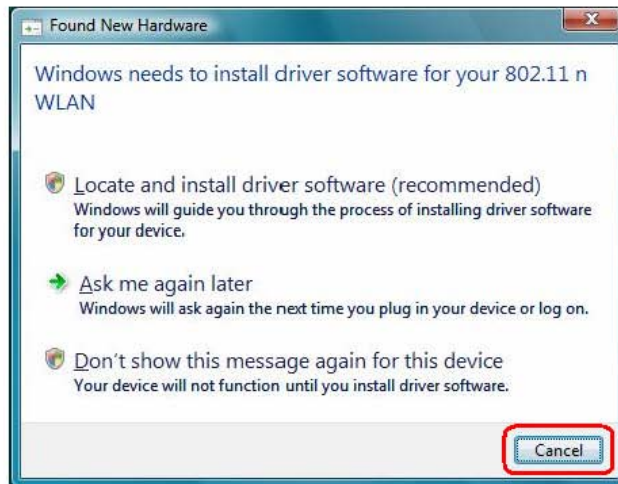 Found New Hardware
Windows needs to install driver software for your 802.11 n
WLAN
Locate and install driver software (recommended)
Windows will guide you through the process of installing driver software
for your device.
Ask me again later
Windows will ask again the next time you plug in your device or log on.
Don't show this message again for this device
Your device will not function until you install driver software.
Cancel